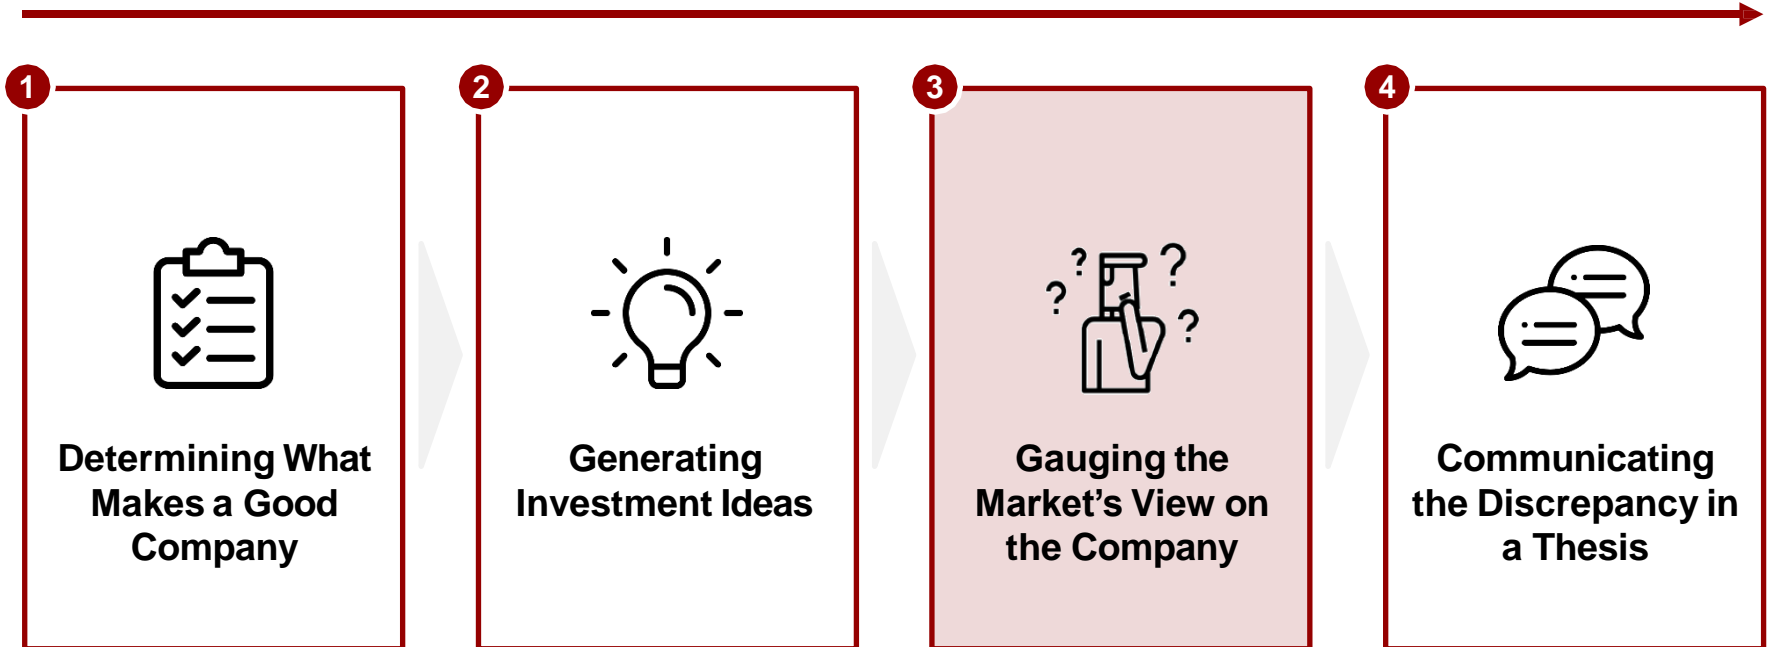 1
Determining What
Makes a Good
Company
2
Generating
Investment Ideas
3
? ? ? ?
Gauging the
Market’s View on
the Company
4
Communicating
the Discrepancy in
a Thesis